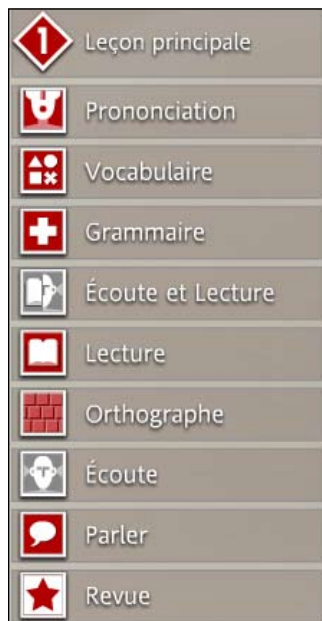 1
Leçon principale
Prononciation
Vocabulaire
Grammaire
Écoute et Lecture
Lecture
Orthographe
Écoute
Parler
Revue